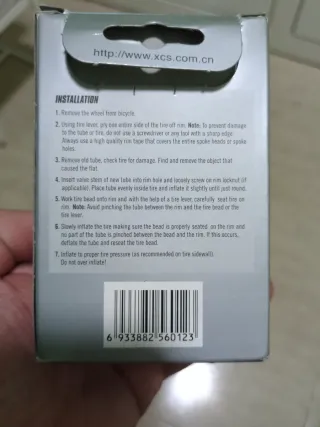 http://www.xcs.com.cn
INSTALLATION
1. Remove the wheel from bicycle.
2. Using tire lever, pry one entire side of the tire off rim. Note: To prevent damage
to the tube or tire, do not use a screwdriver or any tool with a sharp edge.
Always use a high quality rim tape that covers the entire spoke heads or spoke
holes.
3. Remove old tube, check tire for damage. Find and remove the object that
caused the flat.
4. Insert valve stem of new tube into rim hole and loosely screw on rim locknut (if
applicable). Place tube evenly inside tire and inflate it slightly until just round.
5. Work tire bead onto rim and with the help of a tire lever, carefully seat tire on
rim. Note: Avoid pinching the tube between the rim and the tire bead or the
tire lever.
6. Slowly inflate the tire making sure the bead is properly seated on the rim and
no part of the tube is pinched between the bead and the rim. If this occurs,
deflate the tube and reseat the tire bead.
7. Inflate to proper tire pressure (as recommended on tire sidewall).
Do not over inflate!
6 933882 560123